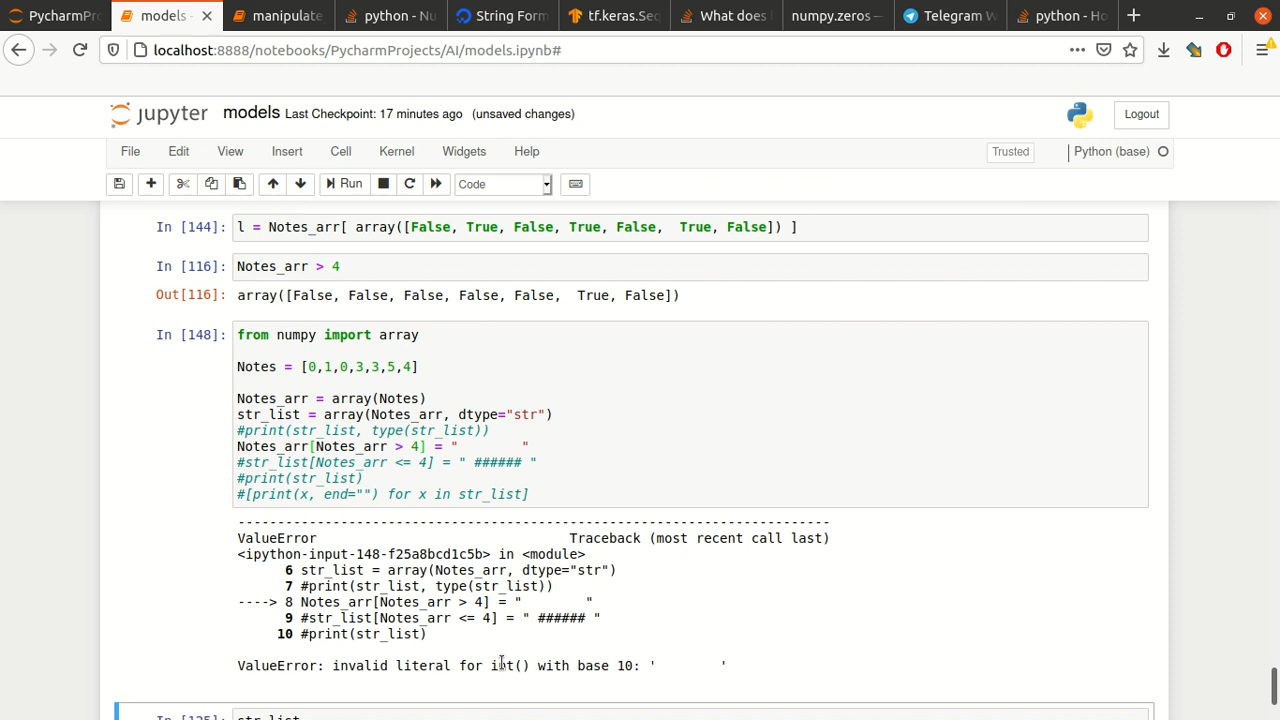 PycharmPro
models -
manipulate
python - Nu
String Form
tf.keras.Seq
What does
numpy.zeros —
Telegram W
python - Ho
localhost:8888/notebooks/PycharmProjects/AI/models.ipynb#
jupyter models Last Checkpoint: 17 minutes ago (unsaved changes)
Logout
File Edit View Insert Cell Kernel Widgets Help
Trusted
Python (base)
Run
Code
In [144]: l = Notes_arr[ array([False, True, False, True, False,  True, False]) ]
In [116]: Notes_arr > 4
Out[116]: array([False, False, False, False, False,  True, False])
In [148]: from numpy import array
Notes = [0,1,0,3,3,5,4]
Notes_arr = array(Notes)
str_list = array(Notes_arr, dtype="str")
#print(str_list, type(str_list))
Notes_arr[Notes_arr > 4] = "        "
#str_list[Notes_arr <= 4] = " ###### "
#print(str_list)
#[print(x, end="") for x in str_list]
---------------------------------------------------------------------------
ValueError                                Traceback (most recent call last)
<ipython-input-148-f25a8bcd1c5b> in <module>
      6 str_list = array(Notes_arr, dtype="str")
      7 #print(str_list, type(str_list))
----> 8 Notes_arr[Notes_arr > 4] = "        "
      9 #str_list[Notes_arr <= 4] = " ###### "
     10 #print(str_list)
ValueError: invalid literal for int() with base 10: '        '
In [125]: str_list